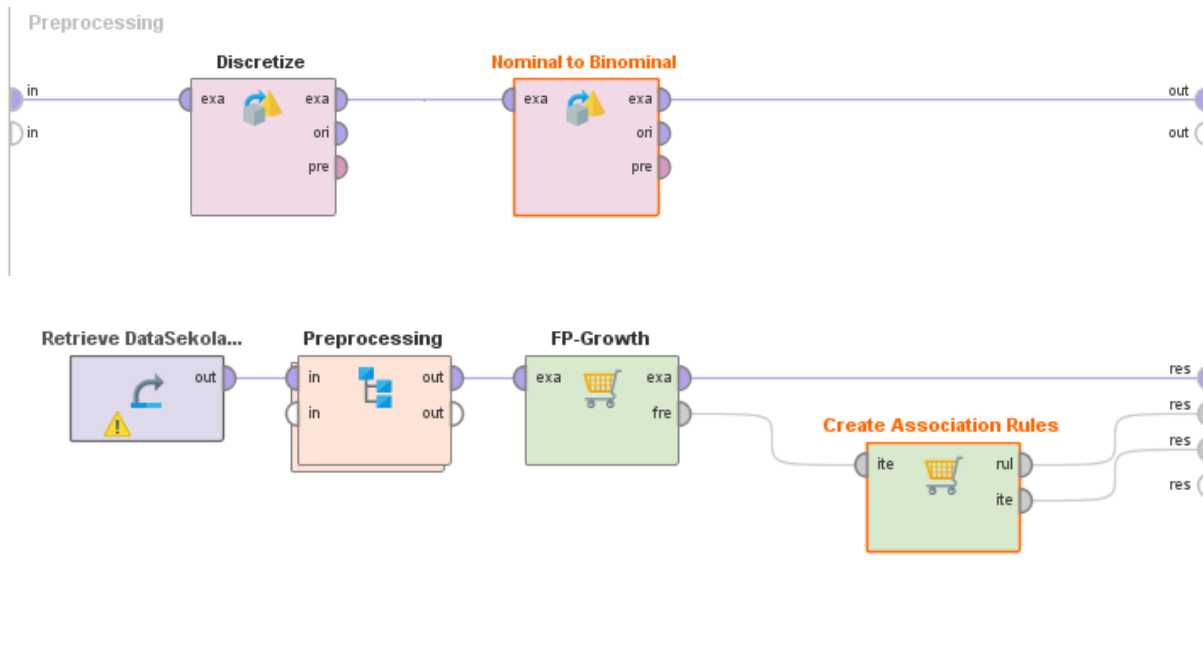 Preprocessing
Discretize
Nominal to Binominal
in
exa
exa
exa
exa
out
in
ori
ori
out
pre
pre
Retrieve DataSekola...
Preprocessing
FP-Growth
out
in
out
exa
exa
res
in
out
fre
res
Create Association Rules
res
ite
rul
res
ite